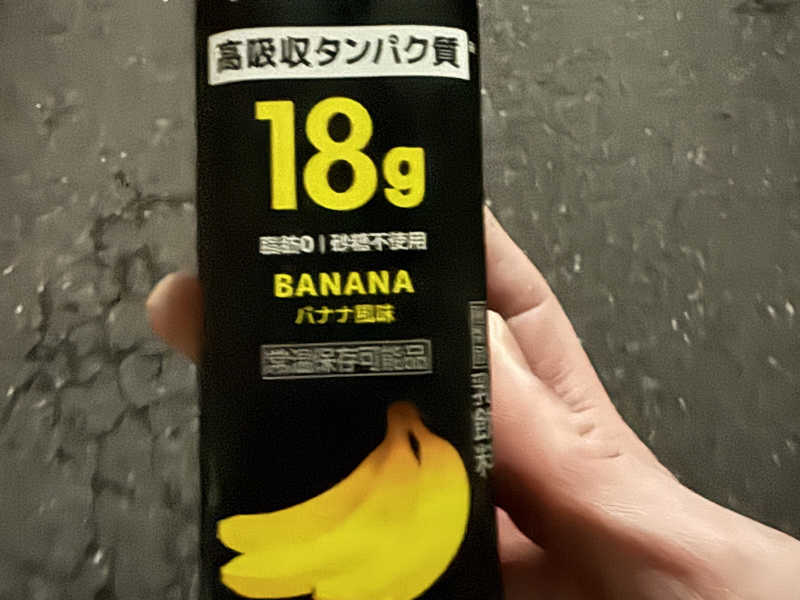 高吸収タンパク質
18g
脂肪0 | 砂糖不使用
BANANA
バナナ風味
常温保存可能品